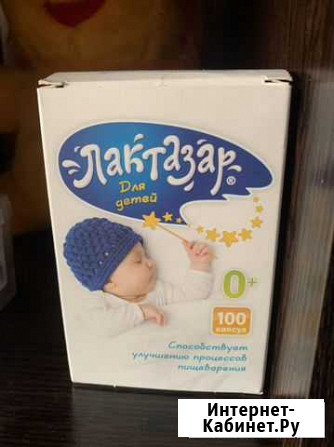 Лактазар®
Для
детей
0+
100
капсул
Способствует
улучшению процессов
пищеварения
Интернет-
Кабинет.Ру